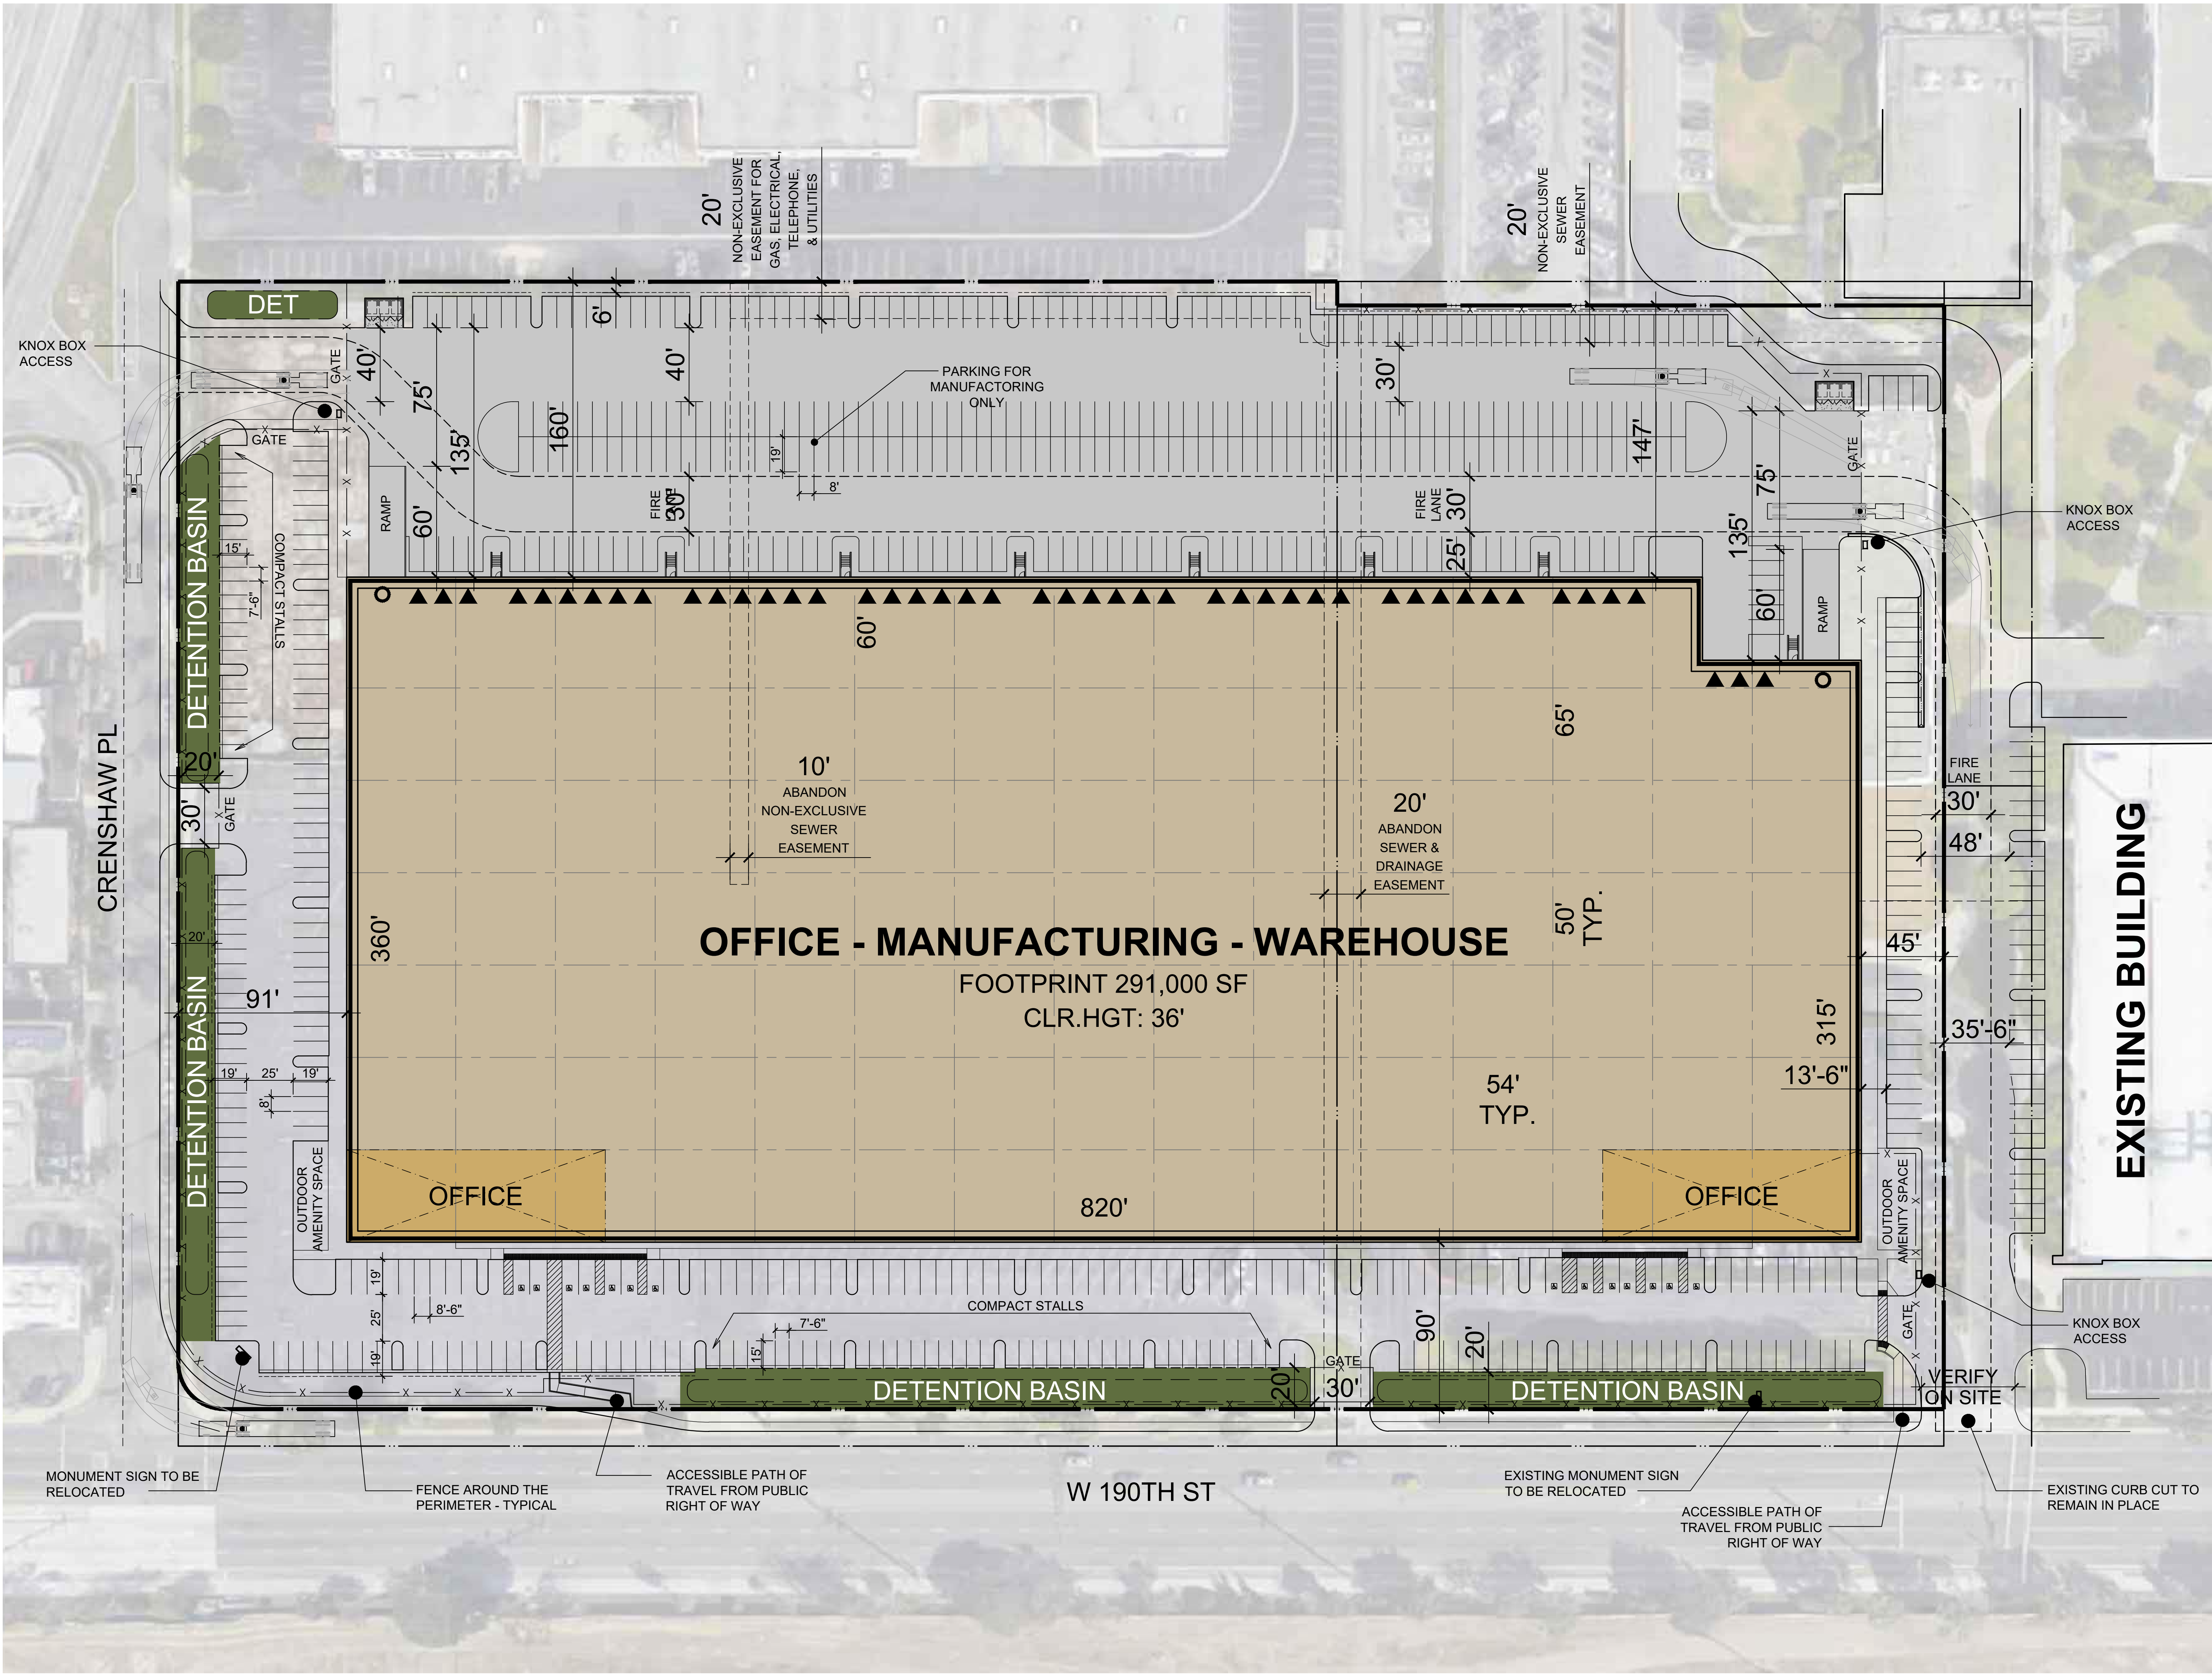 20'
NON-EXCLUSIVE
EASEMENT FOR
GAS, ELECTRICAL,
TELEPHONE,
& UTILITIES
20'
NON-EXCLUSIVE
SEWER
EASEMENT
DET
KNOX BOX
ACCESS
GATE
40'
75'
135'
160'
6'
40'
PARKING FOR
MANUFACTORING
ONLY
19'
8'
30'
147'
GATE
75'
135'
GATE
KNOX BOX
ACCESS
RAMP
60'
FIRE
LANE
30'
FIRE
LANE
30'
25'
60'
RAMP
DETENTION BASIN
15'
7'-6"
COMPACT STALLS
60'
65'
20'
30'
GATE
CRENSHAW PL
10'
ABANDON
NON-EXCLUSIVE
SEWER
EASEMENT
20'
ABANDON
SEWER &
DRAINAGE
EASEMENT
FIRE
LANE
30'
48'
EXISTING BUILDING
360'
50'
TYP.
OFFICE - MANUFACTURING - WAREHOUSE
FOOTPRINT 291,000 SF
CLR.HGT: 36'
20'
91'
DETENTION BASIN
45'
315'
35'-6"
13'-6"
54'
TYP.
19'
25'
19'
8'
OUTDOOR
AMENITY SPACE
OFFICE
820'
OFFICE
OUTDOOR
AMENITY SPACE
19'
25'
19'
8'-6"
COMPACT STALLS
7'-6"
15'
90'
20'
GATE
KNOX BOX
ACCESS
GATE
20'
30'
DETENTION BASIN
DETENTION BASIN
VERIFY
ON SITE
MONUMENT SIGN TO BE
RELOCATED
FENCE AROUND THE
PERIMETER - TYPICAL
ACCESSIBLE PATH OF
TRAVEL FROM PUBLIC
RIGHT OF WAY
W 190TH ST
EXISTING MONUMENT SIGN
TO BE RELOCATED
ACCESSIBLE PATH OF
TRAVEL FROM PUBLIC
RIGHT OF WAY
EXISTING CURB CUT TO
REMAIN IN PLACE